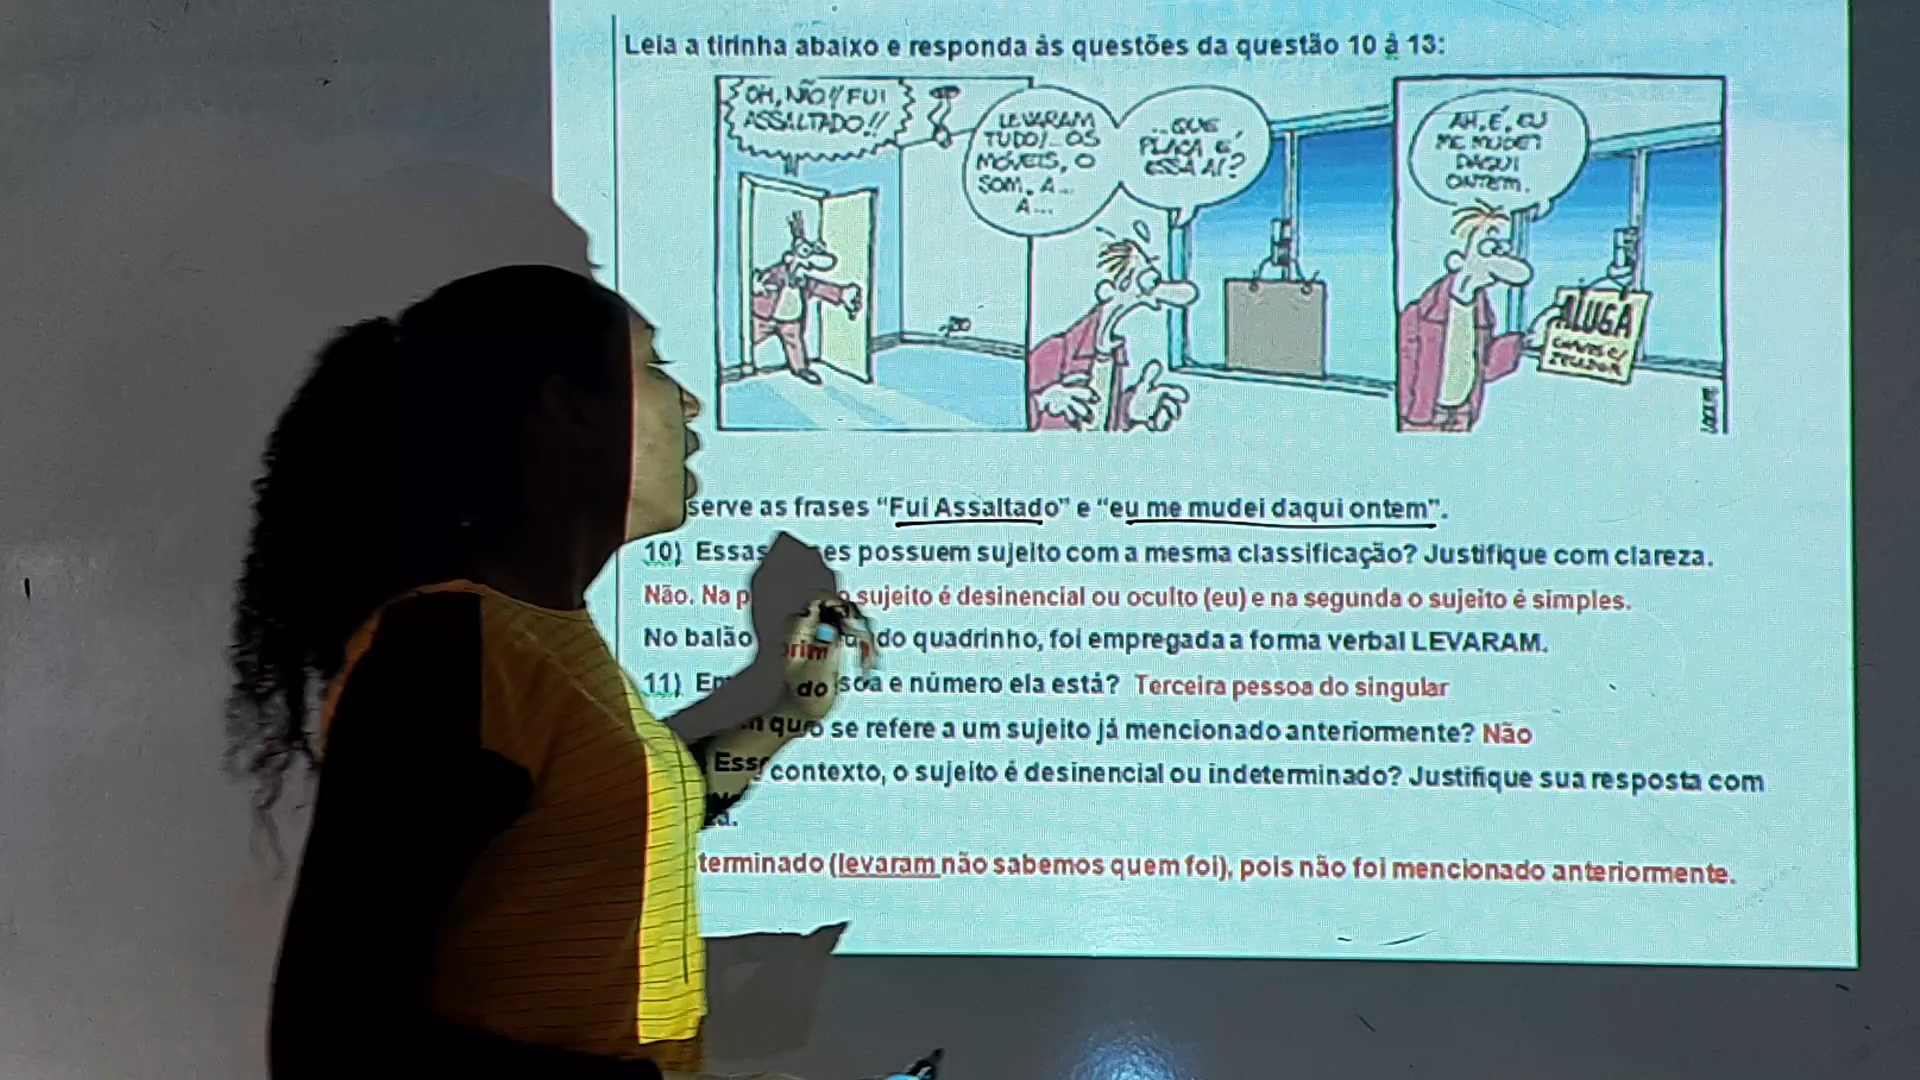 Leia a tirinha abaixo e responda às questões da questão 10 à 13:
OH, NÃO!! FUI
ASSALTADO!!
LEVARAM
TUDO! OS
MÓVEIS, O
SOM, A...
A...
...QUE
PLACA É
ESSA AÍ?
AH, É, EU
ME MUDEI
DAQUI
ONTEM.
ALUGA
serve as frases “Fui Assaltado” e “eu me mudei daqui ontem”.
10) Essas es possuem sujeito com a mesma classificação? Justifique com clareza.
Não. Na p o sujeito é desinencial ou oculto (eu) e na segunda o sujeito é simples.
No balão do quadrinho, foi empregada a forma verbal LEVARAM.
11) soa e número ela está? Terceira pessoa do singular
se refere a um sujeito já mencionado anteriormente? Não
contexto, o sujeito é desinencial ou indeterminado? Justifique sua resposta com
terminado (levaram não sabemos quem foi), pois não foi mencionado anteriormente.